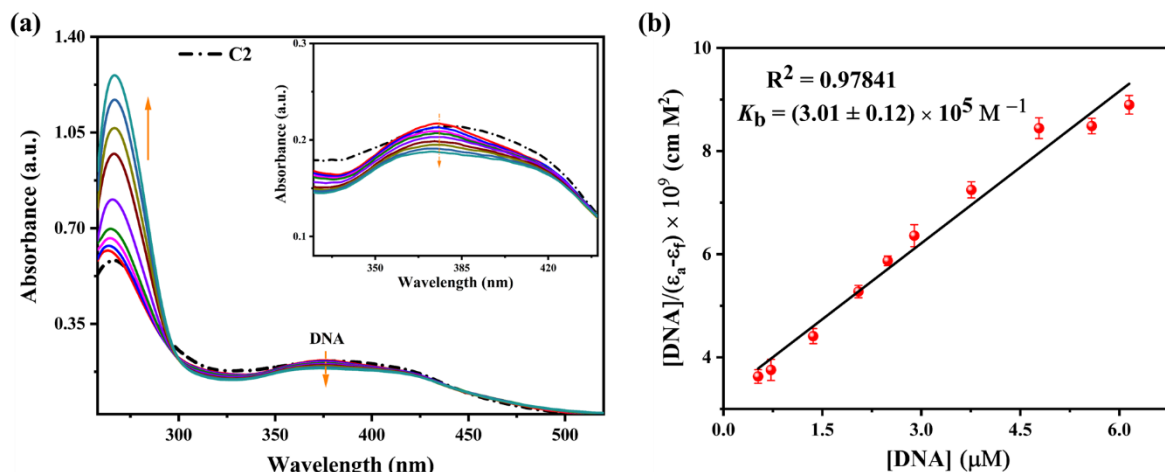 (a)
1.40
1.05
0.70
0.35
Absorbance (a.u.)
C2
DNA
300
350
400
450
500
Wavelength (nm)
0.3
0.2
0.1
Absorbance (a.u.)
350
385
420
Wavelength (nm)
(b)
R² = 0.97841
K_b = (3.01 ± 0.12) × 10⁵ M ⁻¹
10
8
6
4
[DNA]/(ε_a-ε_f) × 10⁹ (cm M²)
0.0
1.5
3.0
4.5
6.0
[DNA] (μM)